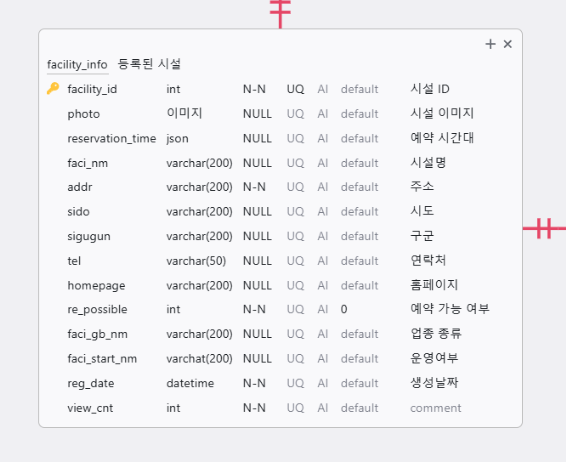 + ×
facility_info 등록된 시설
facility_id int N-N UQ AI default 시설 ID
photo 이미지 NULL UQ AI default 시설 이미지
reservation_time json NULL UQ AI default 예약 시간대
faci_nm varchar(200) NULL UQ AI default 시설명
addr varchar(200) N-N UQ AI default 주소
sido varchar(200) NULL UQ AI default 시도
sigugun varchar(200) NULL UQ AI default 구군
tel varchar(50) NULL UQ AI default 연락처
homepage varchar(200) NULL UQ AI default 홈페이지
re_possible int N-N UQ AI 0 예약 가능 여부
faci_gb_nm varchar(200) NULL UQ AI default 업종 종류
faci_start_nm varchat(200) NULL UQ AI default 운영여부
reg_date datetime N-N UQ AI default 생성날짜
view_cnt int N-N UQ AI default comment